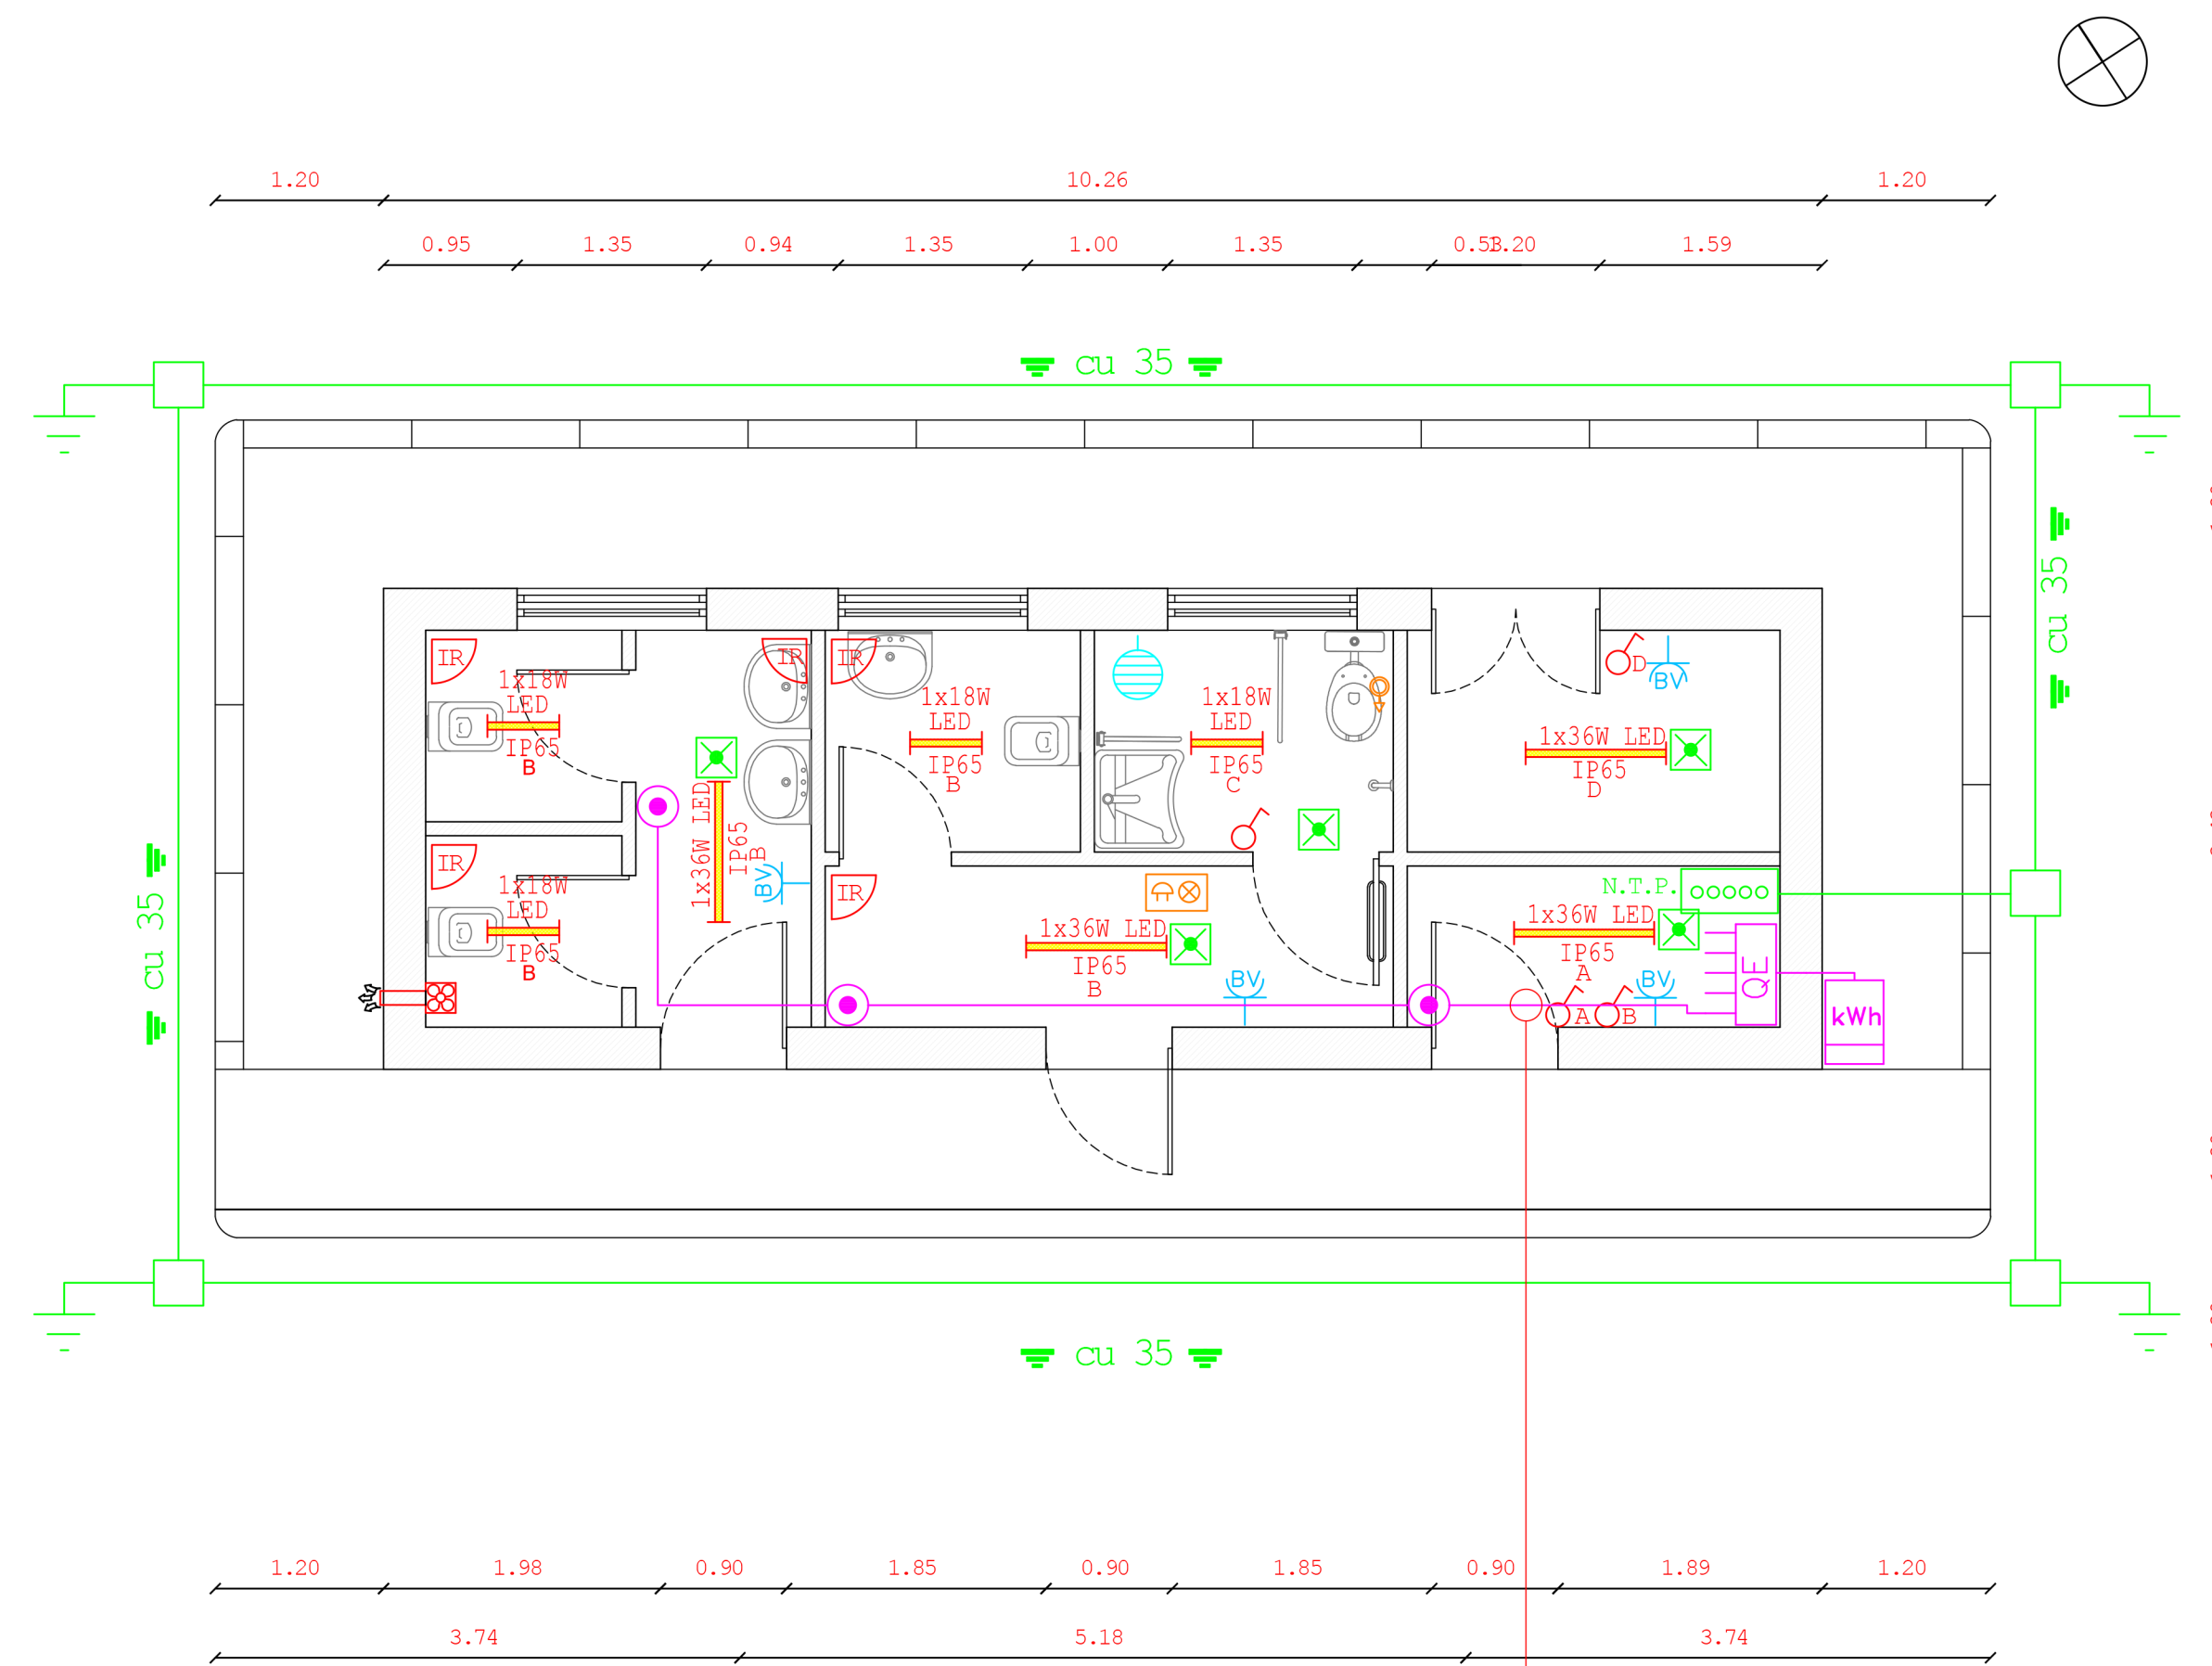 1.20 10.26 1.20
0.95 1.35 0.94 1.35 1.00 1.35 0.53 1.20 1.59
cu 35
cu 35
cu 35
IR
IR
IR
1x18W
LED
IP65
B
1x18W
LED
IP65
B
1x18W
LED
IP65
C
D
BV
1x36W LED
IP65
D
1x36W LED
IP65
B
BV
IR
1x18W
LED
IP65
B
IR
1x36W LED
IP65
B
BV
N.T.P.
1x36W LED
IP65
A
BV
QE
A
B
kWh
cu 35
1.20 1.98 0.90 1.85 0.90 1.85 0.90 1.89 1.20
3.74 5.18 3.74